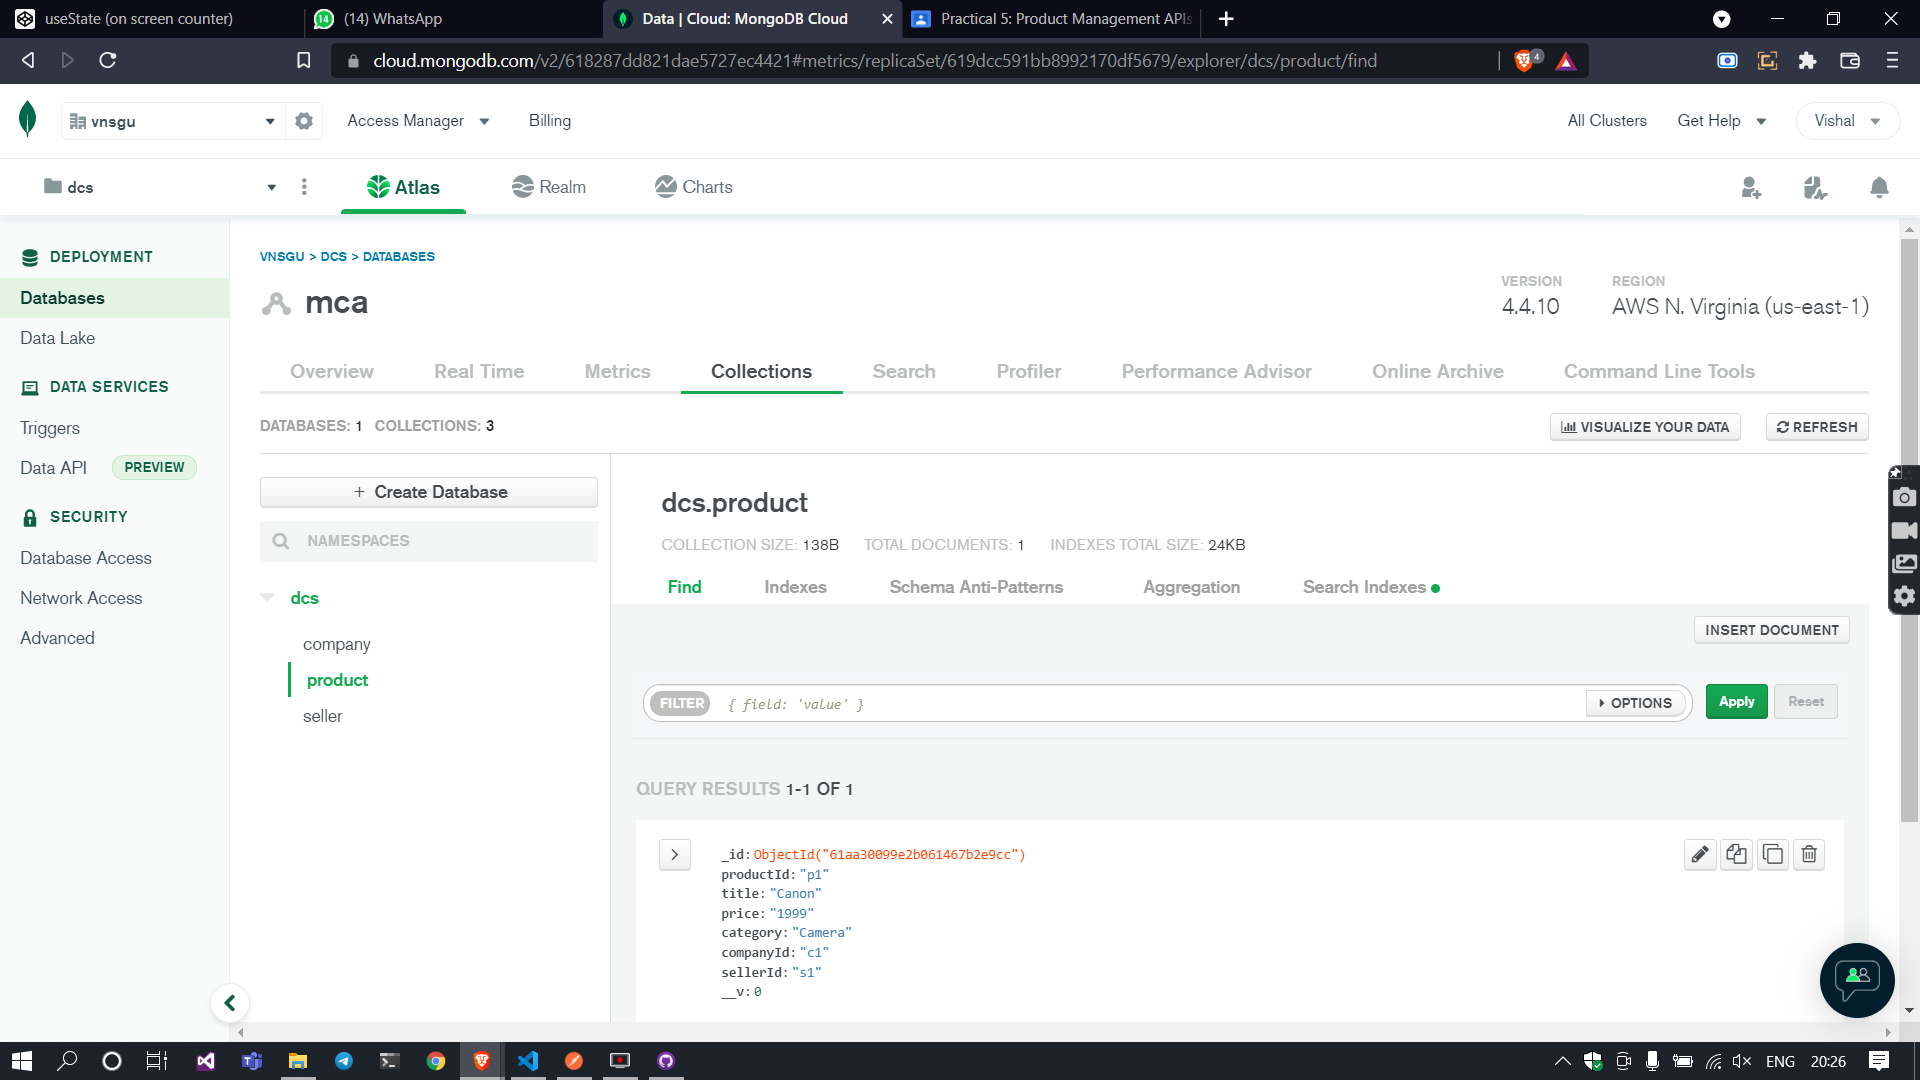 useState (on screen counter)
14
(14) WhatsApp
Data | Cloud: MongoDB Cloud
Practical 5: Product Management APIs
cloud.mongodb.com/v2/618287dd821dae5727ec4421#metrics/replicaSet/619dcc591bb8992170df5679/explorer/dcs/product/find
4
vnsgu
Access Manager
Billing
All Clusters
Get Help
Vishal
dcs
Atlas
Realm
Charts
DEPLOYMENT
Databases
Data Lake
DATA SERVICES
Triggers
Data API
PREVIEW
SECURITY
Database Access
Network Access
Advanced
VNSGU > DCS > DATABASES
mca
VERSION
4.4.10
REGION
AWS N. Virginia (us-east-1)
Overview
Real Time
Metrics
Collections
Search
Profiler
Performance Advisor
Online Archive
Command Line Tools
DATABASES: 1 COLLECTIONS: 3
VISUALIZE YOUR DATA
REFRESH
+ Create Database
NAMESPACES
dcs
company
product
seller
dcs.product
COLLECTION SIZE: 138B TOTAL DOCUMENTS: 1 INDEXES TOTAL SIZE: 24KB
Find
Indexes
Schema Anti-Patterns
Aggregation
Search Indexes
INSERT DOCUMENT
FILTER
{ field: 'value' }
OPTIONS
Apply
Reset
QUERY RESULTS 1-1 OF 1
_id: ObjectId("61aa30099e2b061467b2e9cc")
productId: "p1"
title: "Canon"
price: "1999"
category: "Camera"
companyId: "c1"
sellerId: "s1"
__v: 0
ENG
20:26